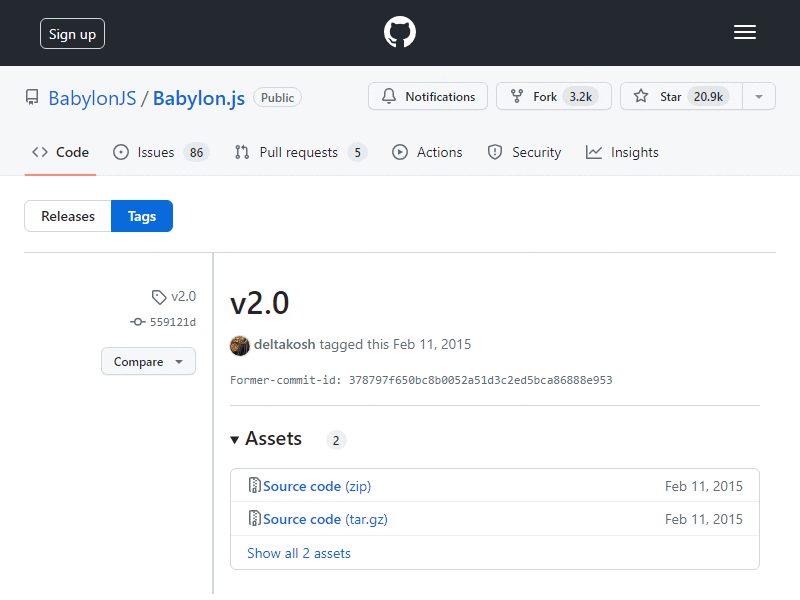 Sign up
BabylonJS / Babylon.js Public
Notifications
Fork 3.2k
Star 20.9k
Code
Issues 86
Pull requests 5
Actions
Security
Insights
Releases
Tags
v2.0
559121d
Compare
v2.0
deltakosh tagged this Feb 11, 2015
Former-commit-id: 378797f650bc8b0052a51d3c2ed5bca86888e953
Assets 2
Source code (zip) Feb 11, 2015
Source code (tar.gz) Feb 11, 2015
Show all 2 assets